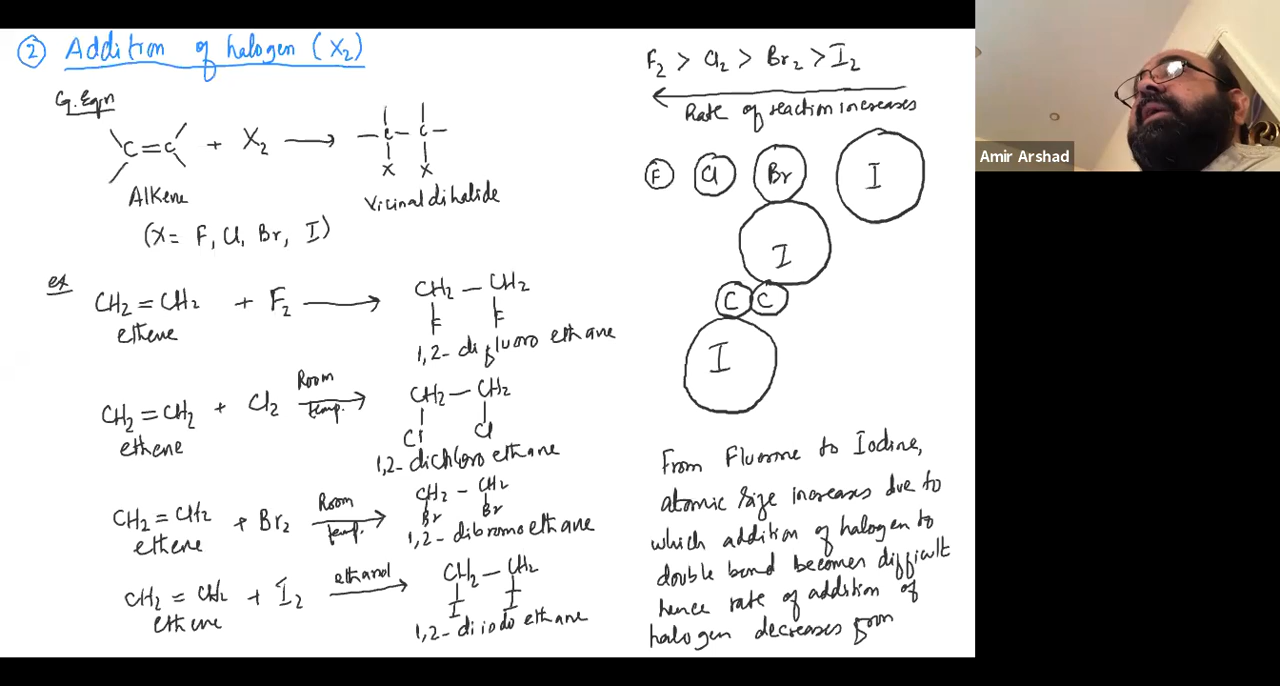 ② Addition of halogen (X2)
G. Eqn
C=C + X2 ⟶ -C-C-
X X
Alkene
Vicinal dihalide
(X= F, Cl, Br, I)
ex
CH2=CH2 + F2 ⟶ CH2-CH2
F F
ethene
1,2-difluoro ethane
CH2=CH2 + Cl2 Room temp. ⟶ CH2-CH2
Cl Cl
ethene
1,2-dichloro ethane
CH2=CH2 + Br2 Room temp. ⟶ CH2-CH2
Br Br
ethene
1,2-dibromo ethane
CH2=CH2 + I2 ethanol ⟶ CH2-CH2
I I
ethene
1,2-diiodo ethane
F2 > Cl2 > Br2 > I2
Rate of reaction increases
F Cl Br I
I
C C
I
From Fluorine to Iodine,
atomic size increases due to
which addition of halogen to
double bond becomes difficult
hence rate of addition of
halogen decreases from
Amir Arshad